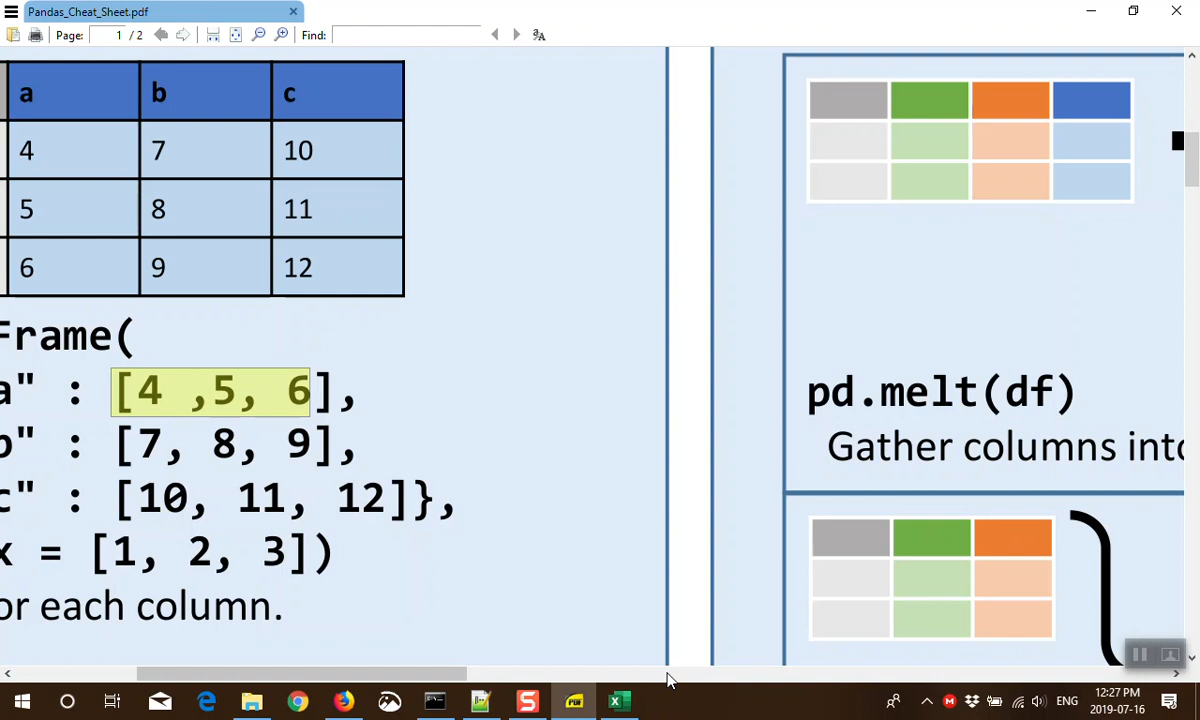 Pandas_Cheat_Sheet.pdf
Page: 1 / 2 Find:
a b c
4 7 10
5 8 11
6 9 12
Frame(
a" : [4 ,5, 6],
b" : [7, 8, 9],
c" : [10, 11, 12]},
x = [1, 2, 3])
or each column.
pd.melt(df)
Gather columns into
ENG
12:27 PM
2019-07-16